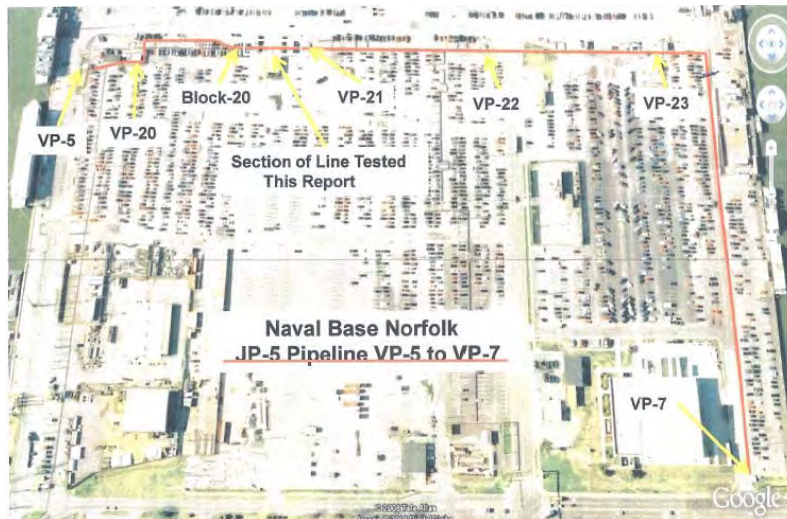 Block-20
VP-21
VP-22
VP-23
VP-5
VP-20
Section of Line Tested
This Report
Naval Base Norfolk
JP-5 Pipeline VP-5 to VP-7
VP-7
Google